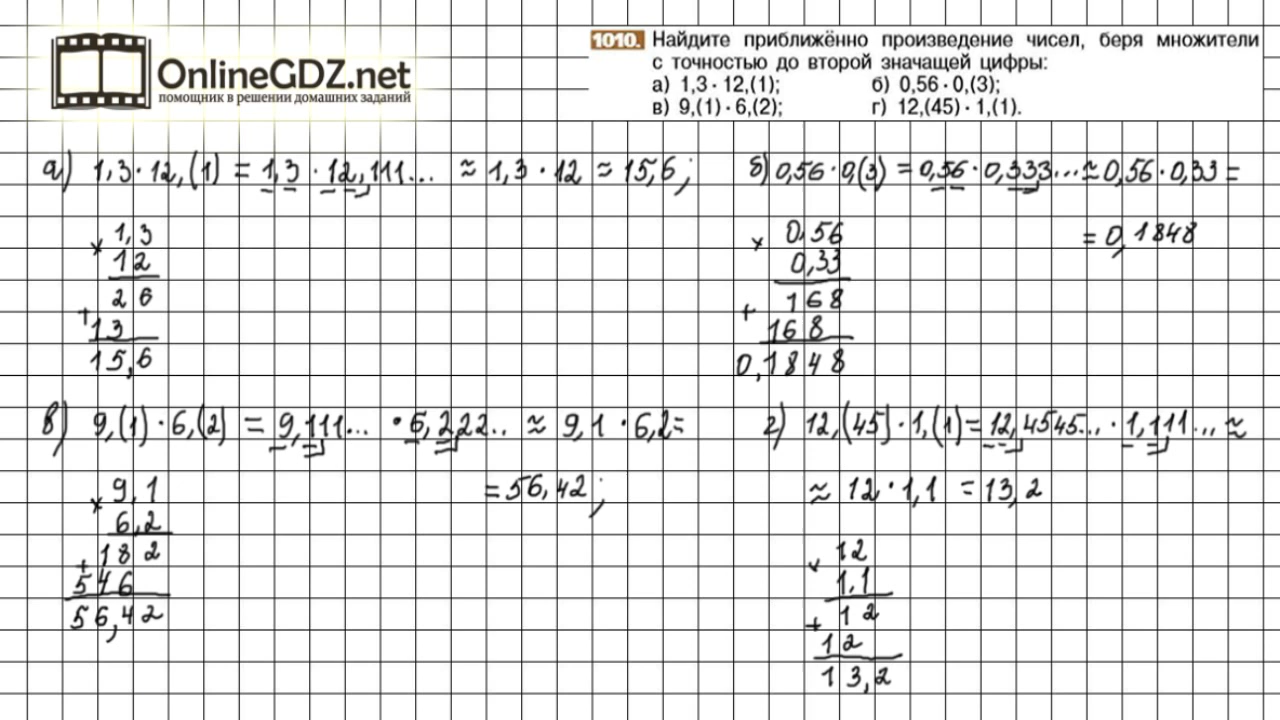 OnlineGDZ.net
помощник в решении домашних заданий
1010. Найдите приближённо произведение чисел, беря множители
с точностью до второй значащей цифры:
а) 1,3 · 12,(1); б) 0,56 · 0,(3);
в) 9,(1) · 6,(2); г) 12,(45) · 1,(1).
а) 1,3 · 12,(1) = 1,3 · 12,111... ≈ 1,3 · 12 ≈ 15,6;
× 1,3
12
2 6
+ 13
15,6
б) 0,56 · 0,(3) = 0,56 · 0,333... ≈ 0,56 · 0,33 =
= 0,1848
× 0,56
0,33
168
+ 168
0,1848
в) 9,(1) · 6,(2) = 9,111... · 6,222.. ≈ 9,1 · 6,2 =
= 56,42;
× 9,1
6,2
182
+ 546
56,42
г) 12,(45) · 1,(1) = 12,4545... · 1,111... ≈
≈ 12 · 1,1 = 13,2
× 12
1,1
12
+ 12
13,2